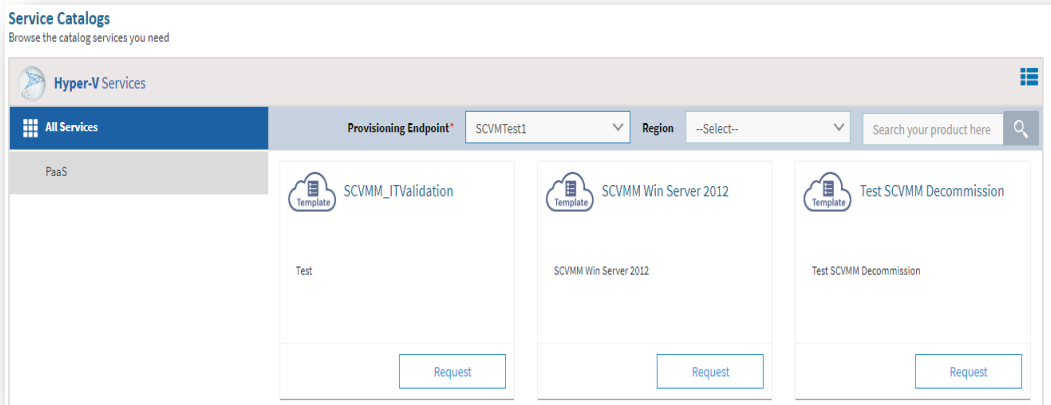 Service Catalogs
Browse the catalog services you need
Hyper-V Services
All Services
Provisioning Endpoint* SCVMTest1 Region --Select-- Search your product here
PaaS
Template SCVMM_ITValidation
Template SCVMM Win Server 2012
Template Test SCVMM Decommission
Test
SCVMM Win Server 2012
Test SCVMM Decommission
Request
Request
Request